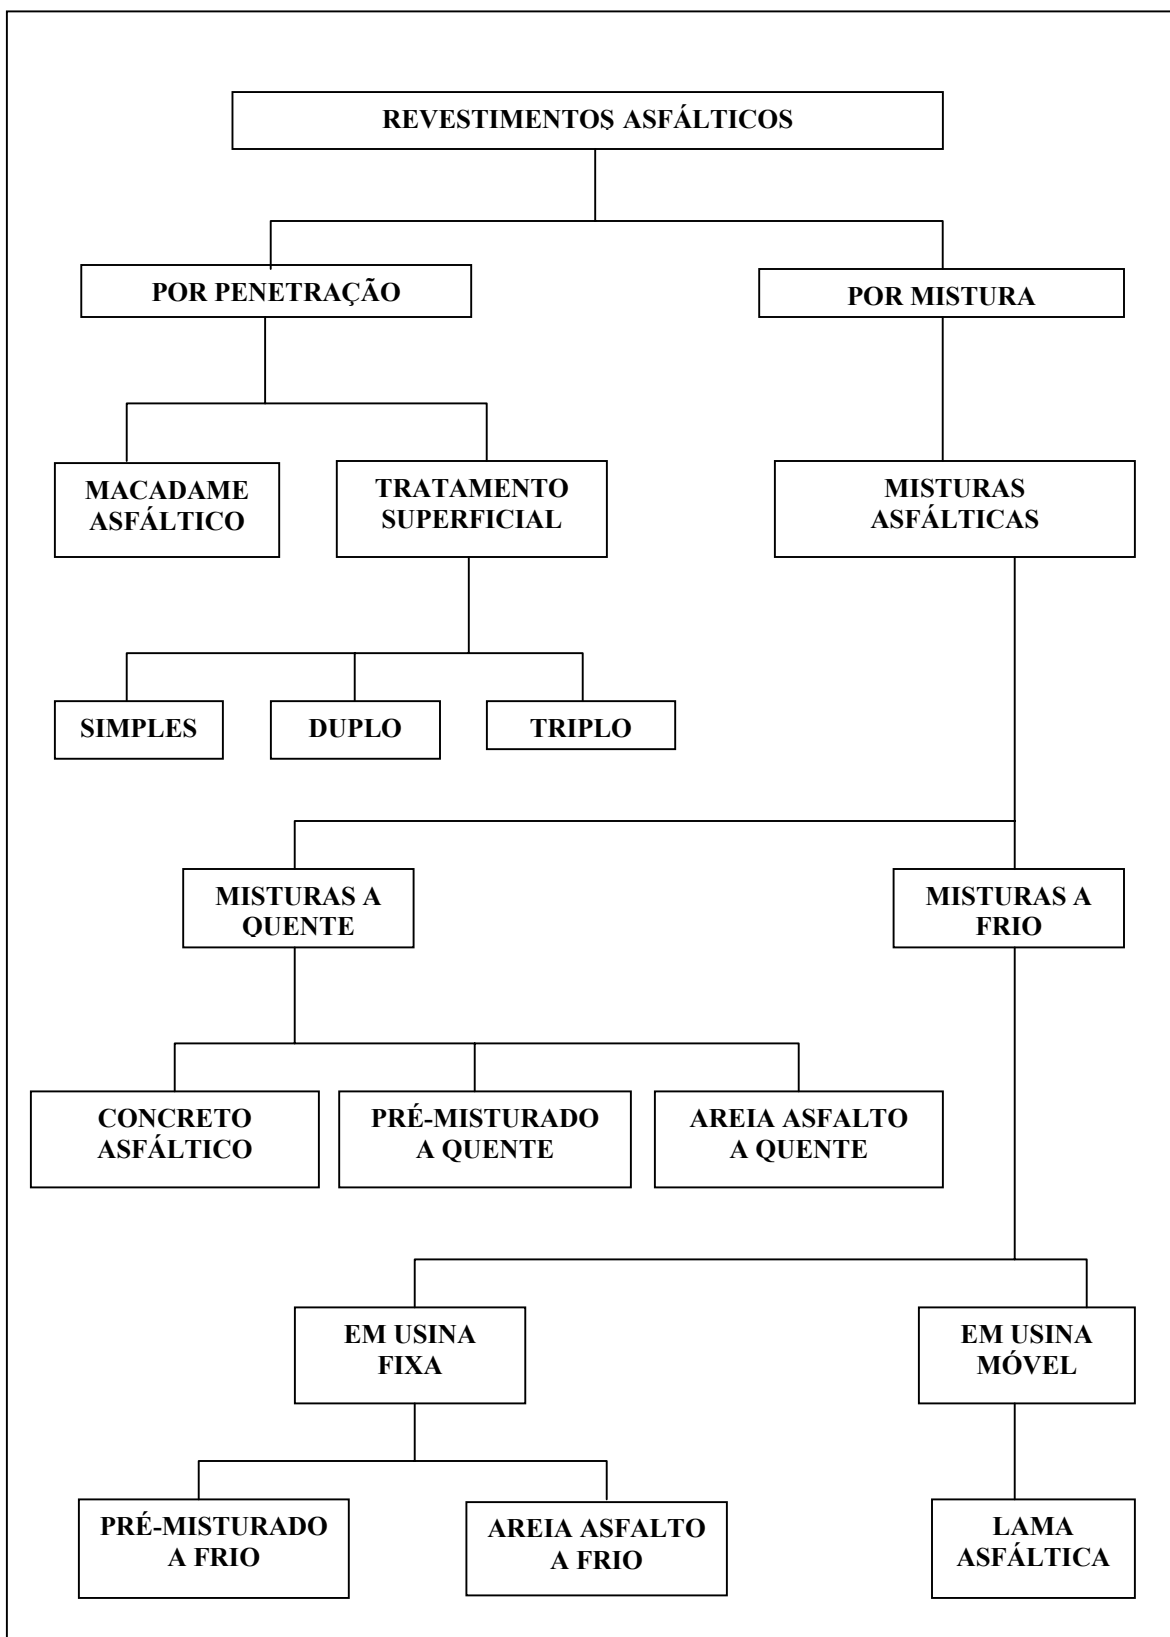 REVESTIMENTOS ASFÁLTICOS
POR PENETRAÇÃO
POR MISTURA
MACADAME
ASFÁLTICO
TRATAMENTO
SUPERFICIAL
MISTURAS
ASFÁLTICAS
SIMPLES
DUPLO
TRIPLO
MISTURAS A
QUENTE
MISTURAS A
FRIO
CONCRETO
ASFÁLTICO
PRÉ-MISTURADO
A QUENTE
AREIA ASFALTO
A QUENTE
EM USINA
FIXA
EM USINA
MÓVEL
PRÉ-MISTURADO
A FRIO
AREIA ASFALTO
A FRIO
LAMA
ASFÁLTICA